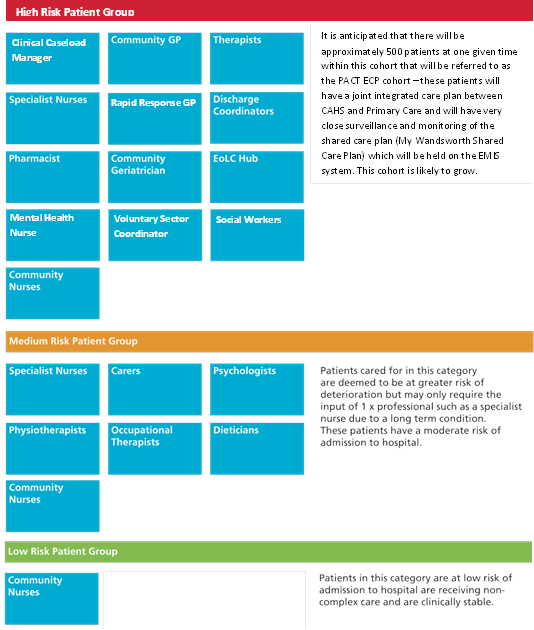 High Risk Patient Group
Clinical Caseload
Manager
Community GP
Therapists
It is anticipated that there will be
approximately 500 patients at one given time
within this cohort that will be referred to as
the PACT ECP cohort – these patients will
have a joint integrated care plan between
CAHS and Primary Care and will have very
close surveillance and monitoring of the
shared care plan (My Wandsworth Shared
Care Plan) which will be held on the EMIS
system. This cohort is likely to grow.
Specialist Nurses
Rapid Response GP
Discharge
Coordinators
Pharmacist
Community
Geriatrician
EoLC Hub
Mental Health
Nurse
Voluntary Sector
Coordinator
Social Workers
Community
Nurses
Medium Risk Patient Group
Specialist Nurses
Carers
Psychologists
Patients cared for in this category
are deemed to be at greater risk of
deterioration but may only require the
input of 1 x professional such as a specialist
nurse due to a long term condition.
These patients have a moderate risk of
admission to hospital.
Physiotherapists
Occupational
Therapists
Dieticians
Community
Nurses
Low Risk Patient Group
Community
Nurses
Patients in this category are at low risk of
admission to hospital are receiving non-
complex care and are clinically stable.